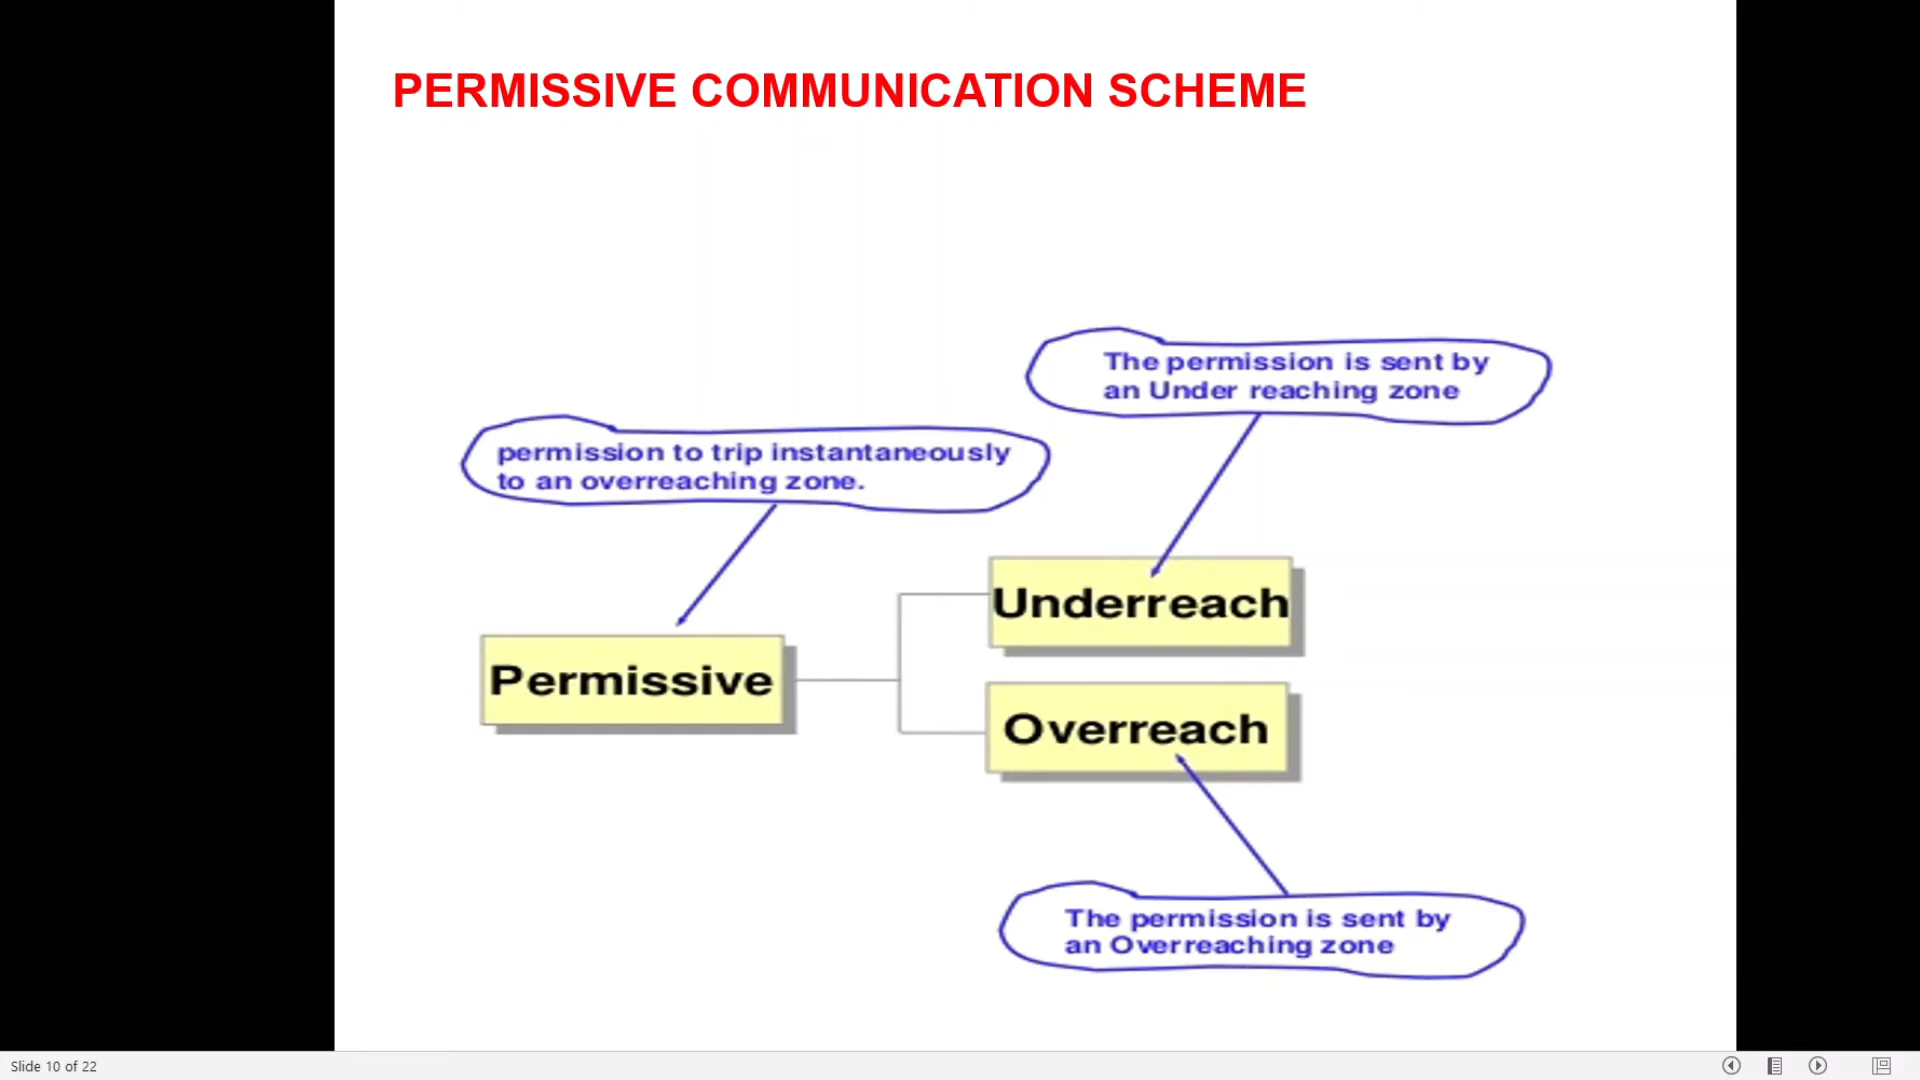 PERMISSIVE COMMUNICATION SCHEME
The permission is sent by
an Under reaching zone
permission to trip instantaneously
to an overreaching zone.
Underreach
Permissive
Overreach
The permission is sent by
an Overreaching zone
Slide 10 of 22